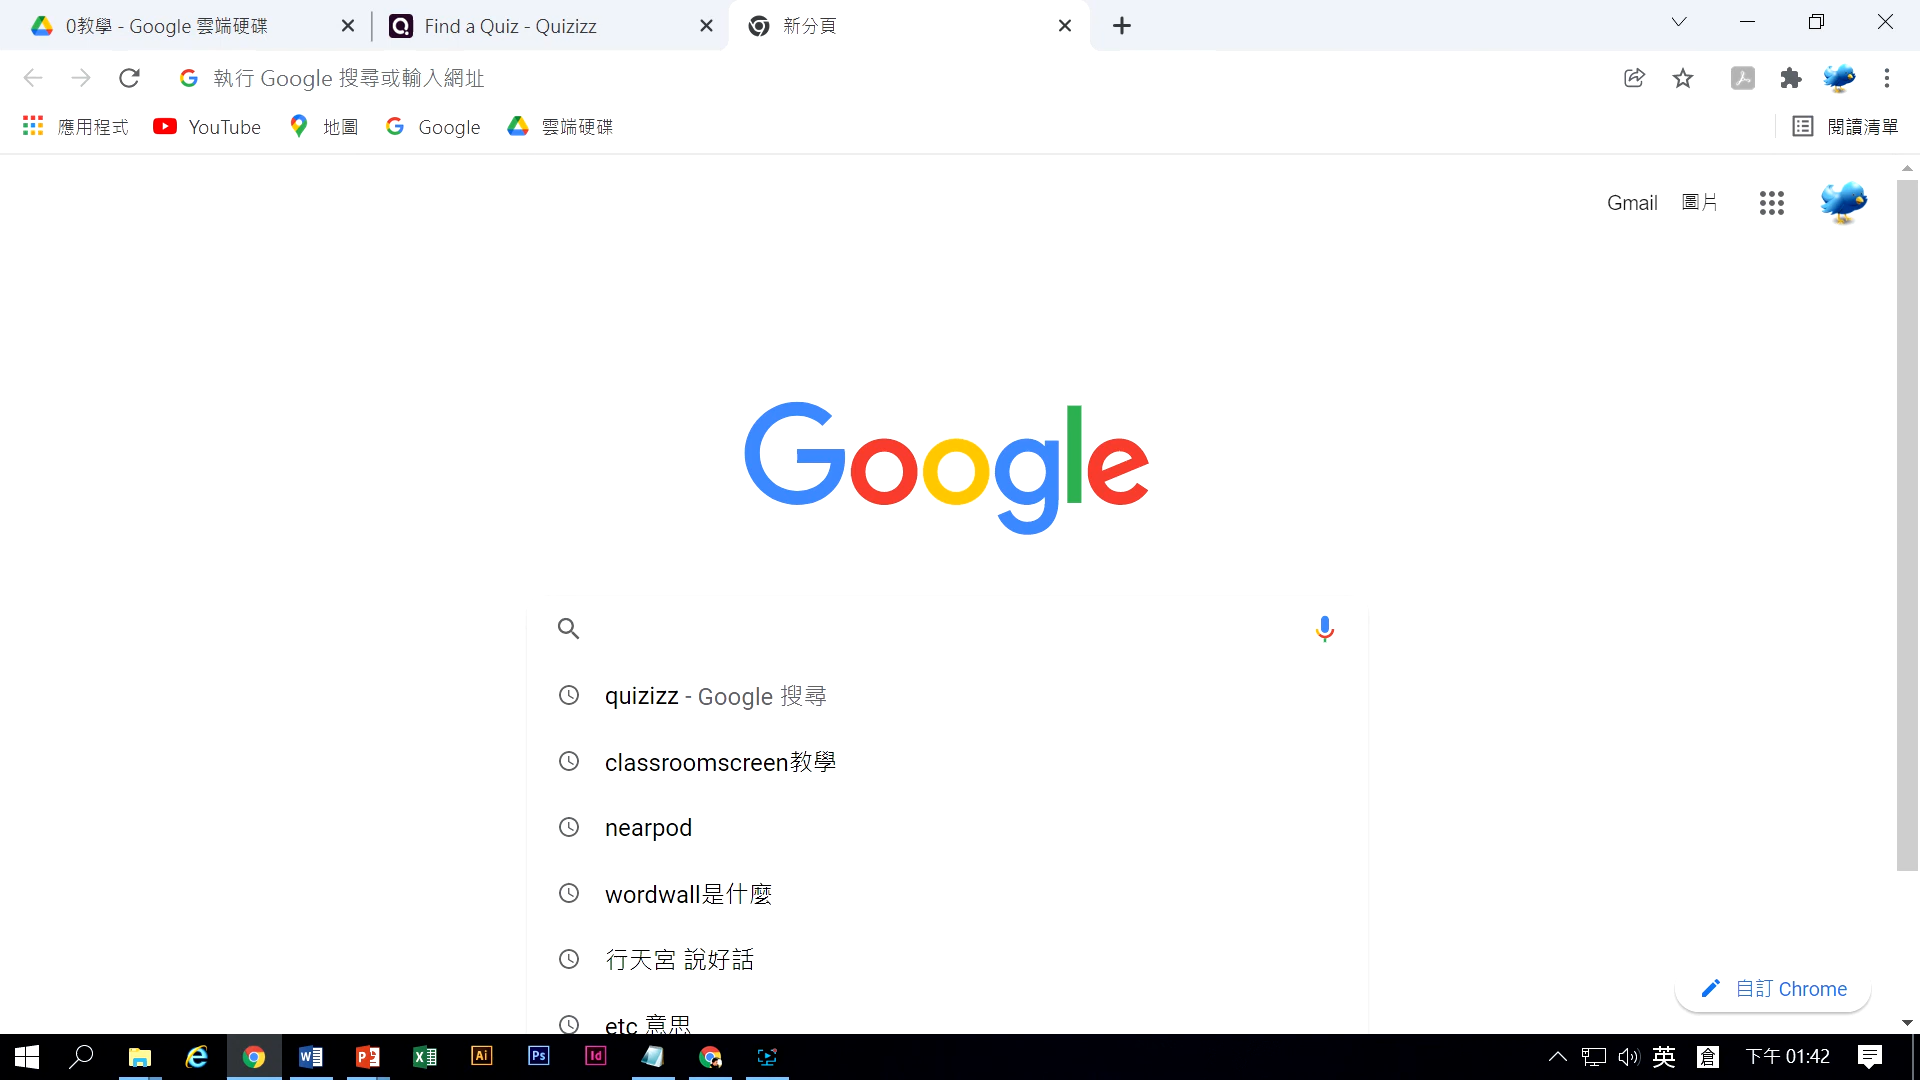 0教學 - Google 雲端硬碟
Find a Quiz - Quizizz
新分頁
執行 Google 搜尋或輸入網址
應用程式
YouTube
地圖
Google
雲端硬碟
閱讀清單
Gmail
圖片
Google
quizizz - Google 搜尋
classroomscreen教學
nearpod
wordwall是什麼
行天宮 說好話
etc 意思
自訂 Chrome
Ai
Ps
Id
英
倉
下午 01:42